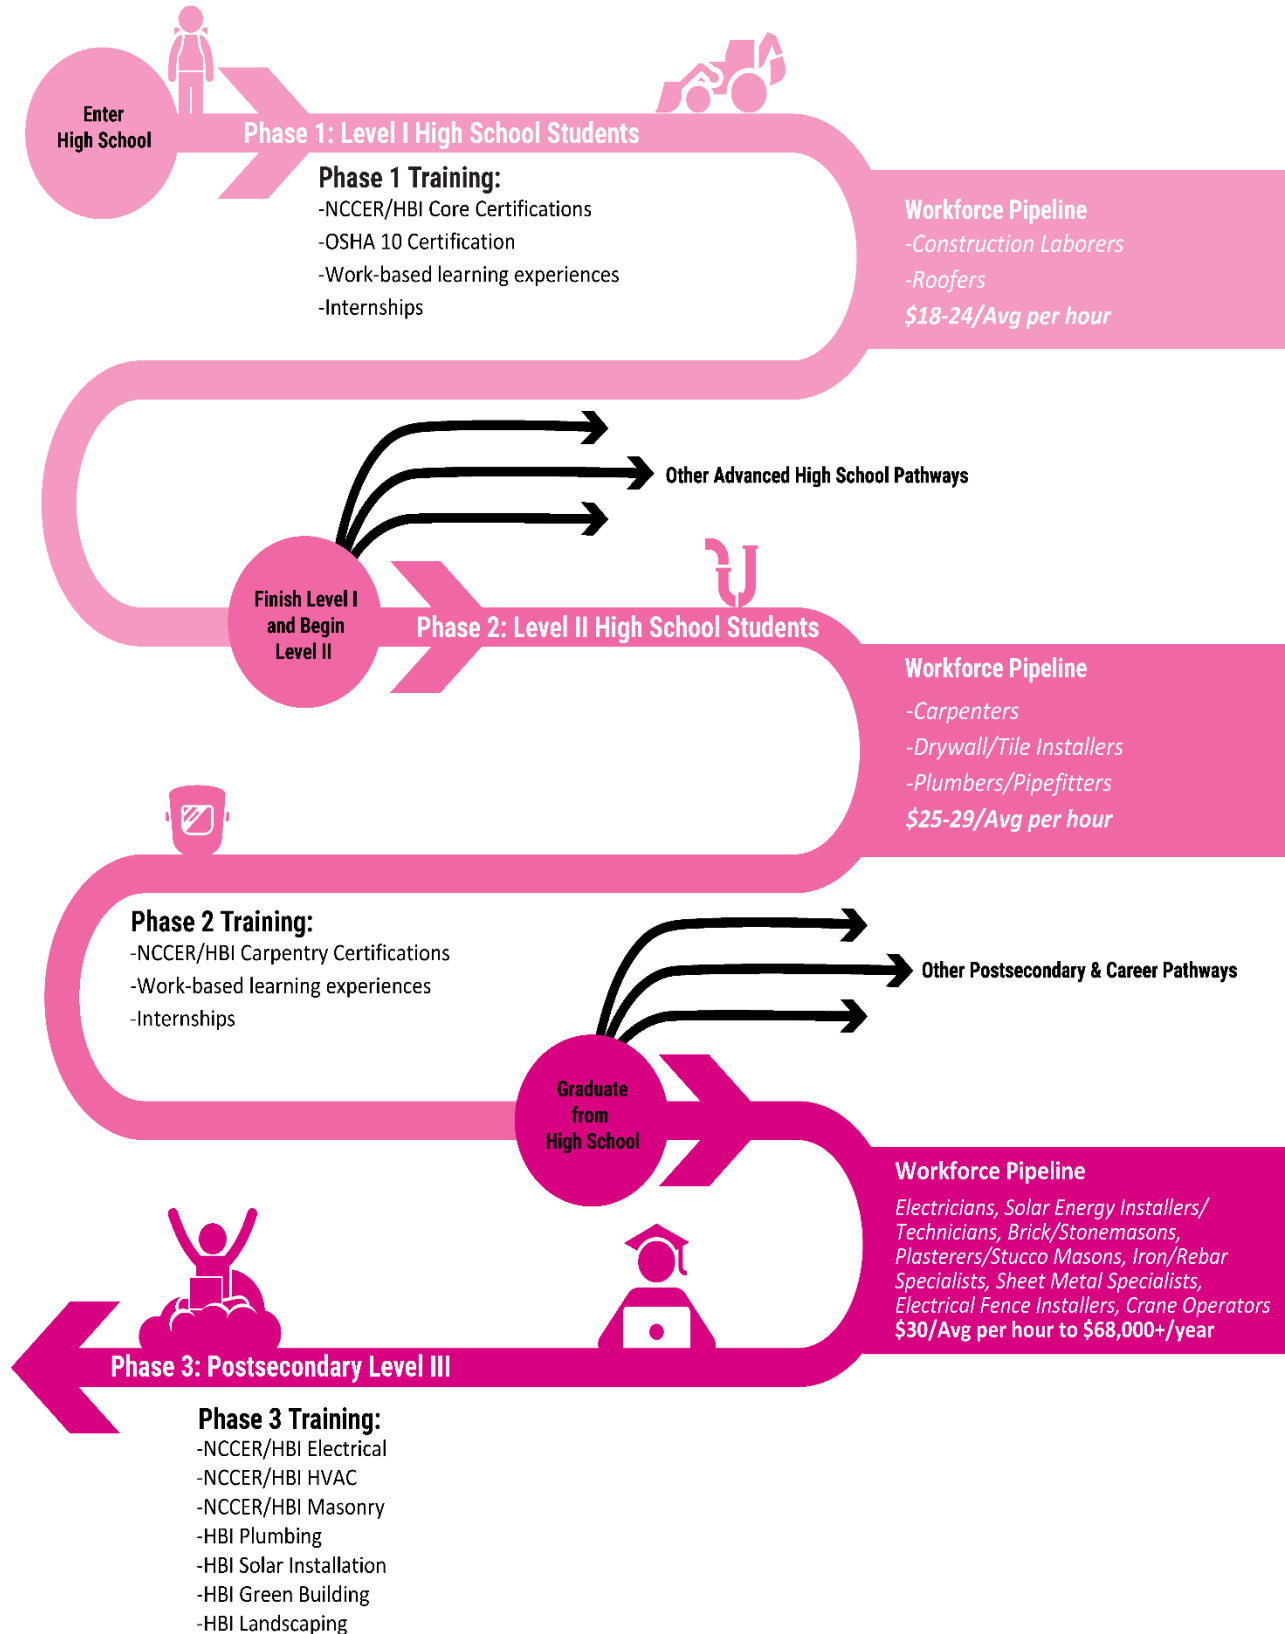 Enter
High School
Phase 1: Level I High School Students
Phase 1 Training:
-NCCER/HBI Core Certifications
-OSHA 10 Certification
-Work-based learning experiences
-Internships
Workforce Pipeline
-Construction Laborers
-Roofers
$18-24/Avg per hour
Other Advanced High School Pathways
Finish Level I
and Begin
Level II
Phase 2: Level II High School Students
Workforce Pipeline
-Carpenters
-Drywall/Tile Installers
-Plumbers/Pipefitters
$25-29/Avg per hour
Phase 2 Training:
-NCCER/HBI Carpentry Certifications
-Work-based learning experiences
-Internships
Other Postsecondary & Career Pathways
Graduate
from
High School
Workforce Pipeline
Electricians, Solar Energy Installers/
Technicians, Brick/Stonemasons,
Plasterers/Stucco Masons, Iron/Rebar
Specialists, Sheet Metal Specialists,
Electrical Fence Installers, Crane Operators
$30/Avg per hour to $68,000+/year
Phase 3: Postsecondary Level III
Phase 3 Training:
-NCCER/HBI Electrical
-NCCER/HBI HVAC
-NCCER/HBI Masonry
-HBI Plumbing
-HBI Solar Installation
-HBI Green Building
-HBI Landscaping